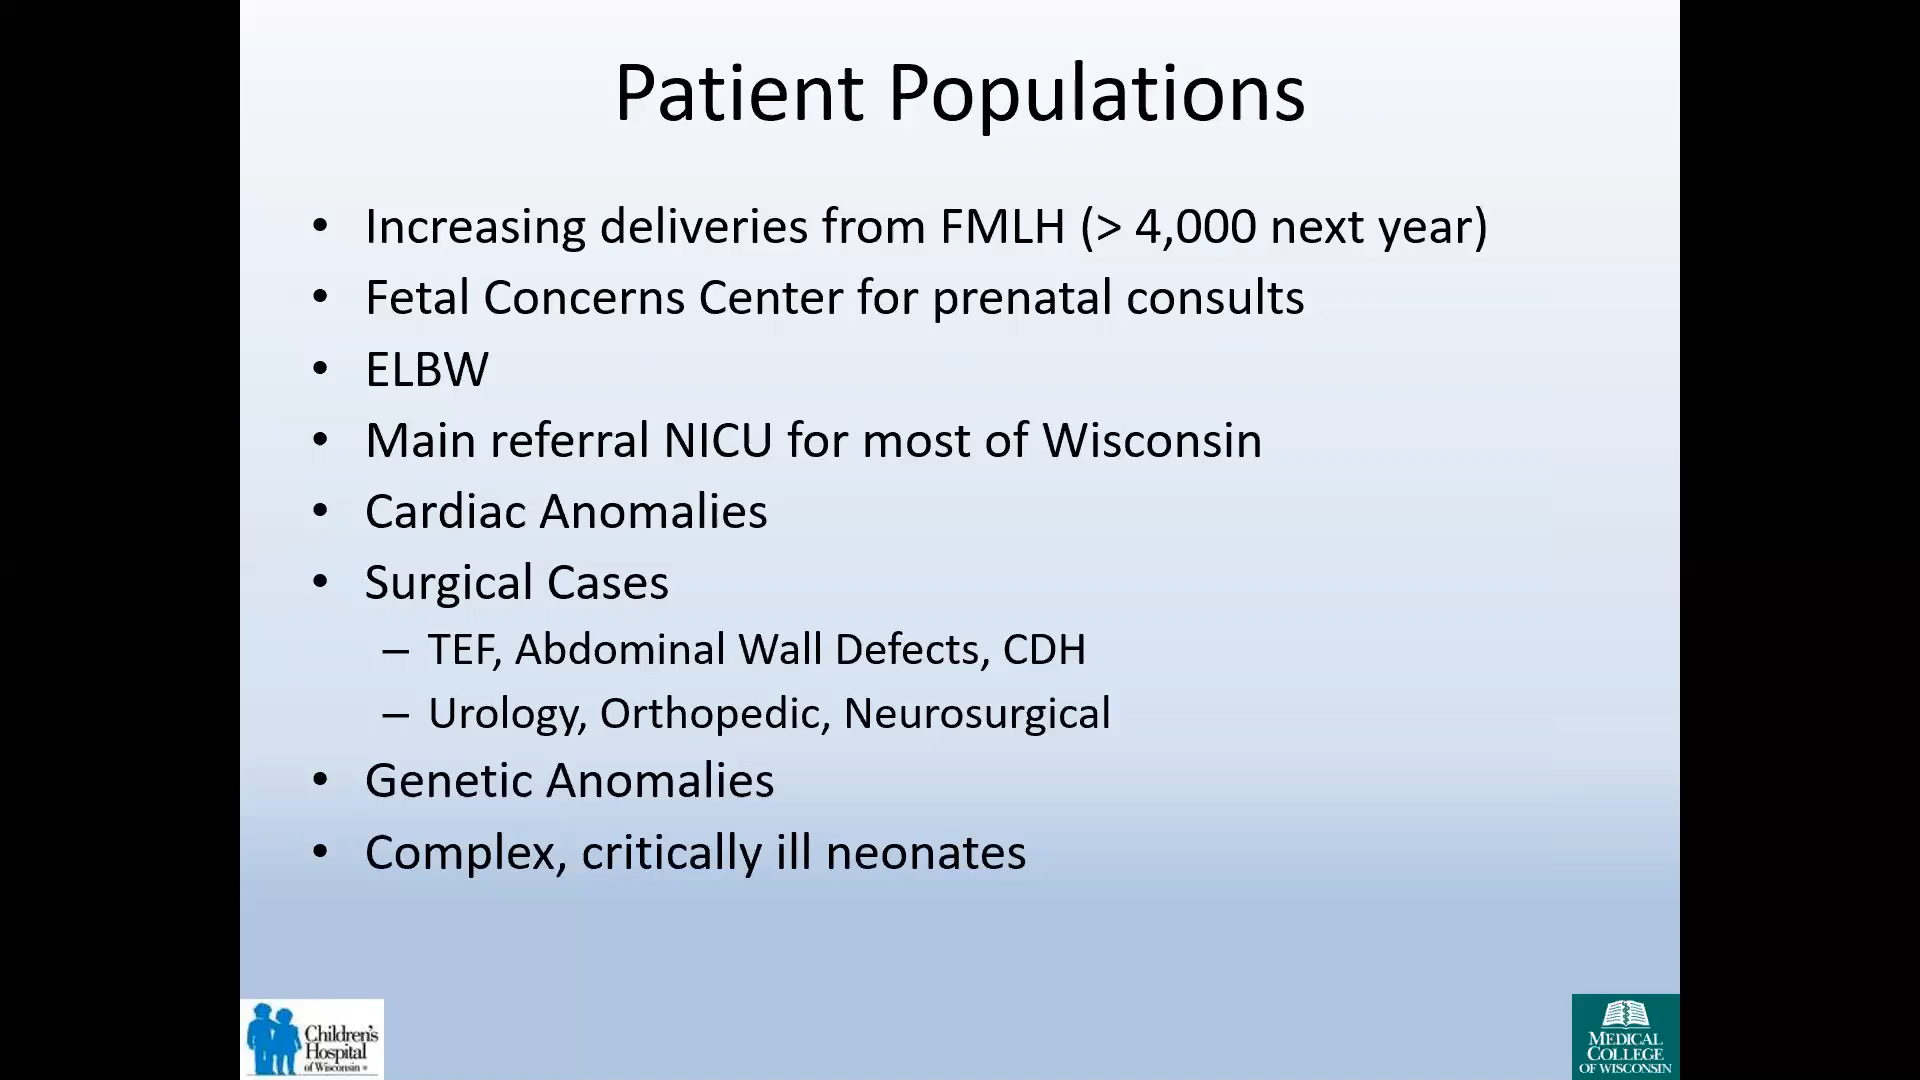 Patient Populations
• Increasing deliveries from FMLH (> 4,000 next year)
• Fetal Concerns Center for prenatal consults
• ELBW
• Main referral NICU for most of Wisconsin
• Cardiac Anomalies
• Surgical Cases
– TEF, Abdominal Wall Defects, CDH
– Urology, Orthopedic, Neurosurgical
• Genetic Anomalies
• Complex, critically ill neonates
Children's
Hospital
of Wisconsin
MEDICAL
COLLEGE
OF WISCONSIN